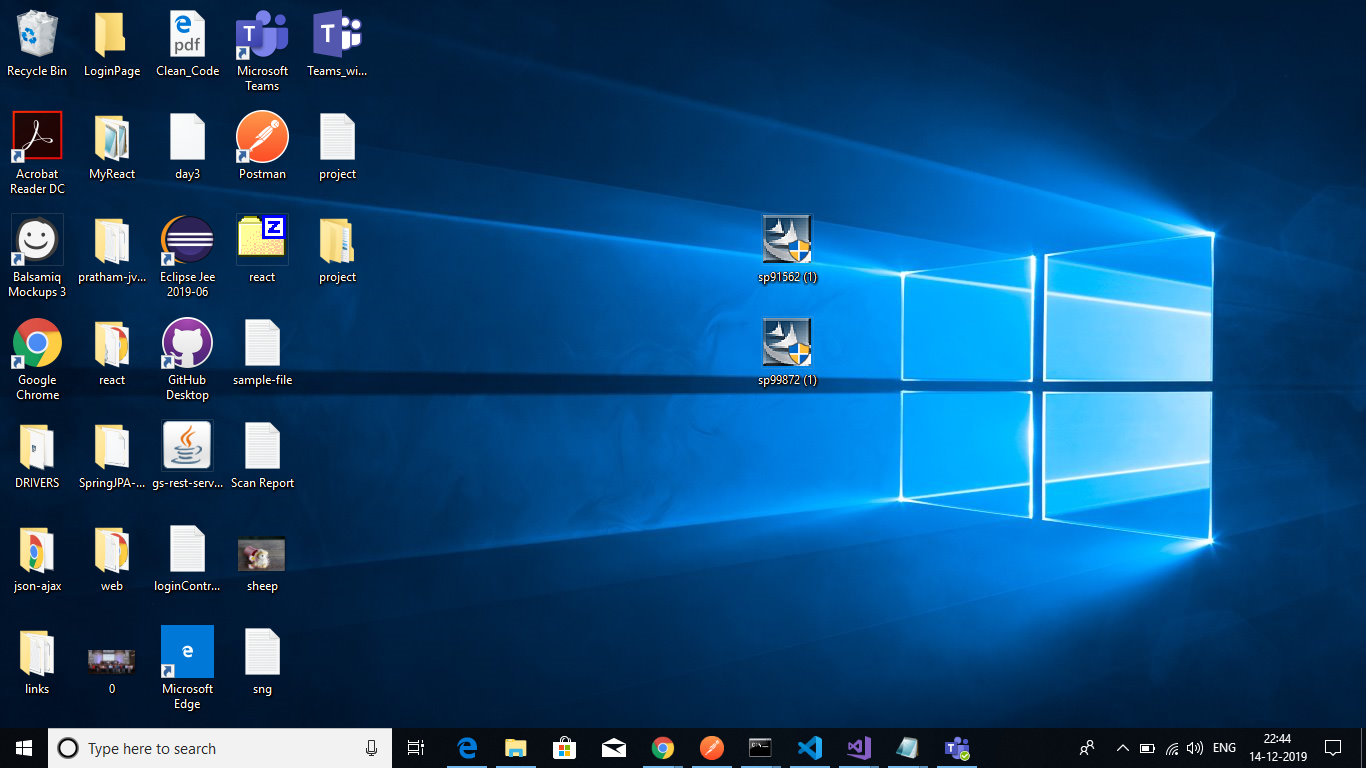 Recycle Bin
LoginPage
Clean_Code
Microsoft
Teams
Teams_wi...
Acrobat
Reader DC
MyReact
day3
Postman
project
Balsamiq
Mockups 3
pratham-jv...
Eclipse Jee
2019-06
react
project
sp91562 (1)
Google
Chrome
react
GitHub
Desktop
sample-file
sp99872 (1)
DRIVERS
SpringJPA-...
gs-rest-serv...
Scan Report
json-ajax
web
loginContr...
sheep
links
0
Microsoft
Edge
sng
Type here to search
ENG
22:44
14-12-2019